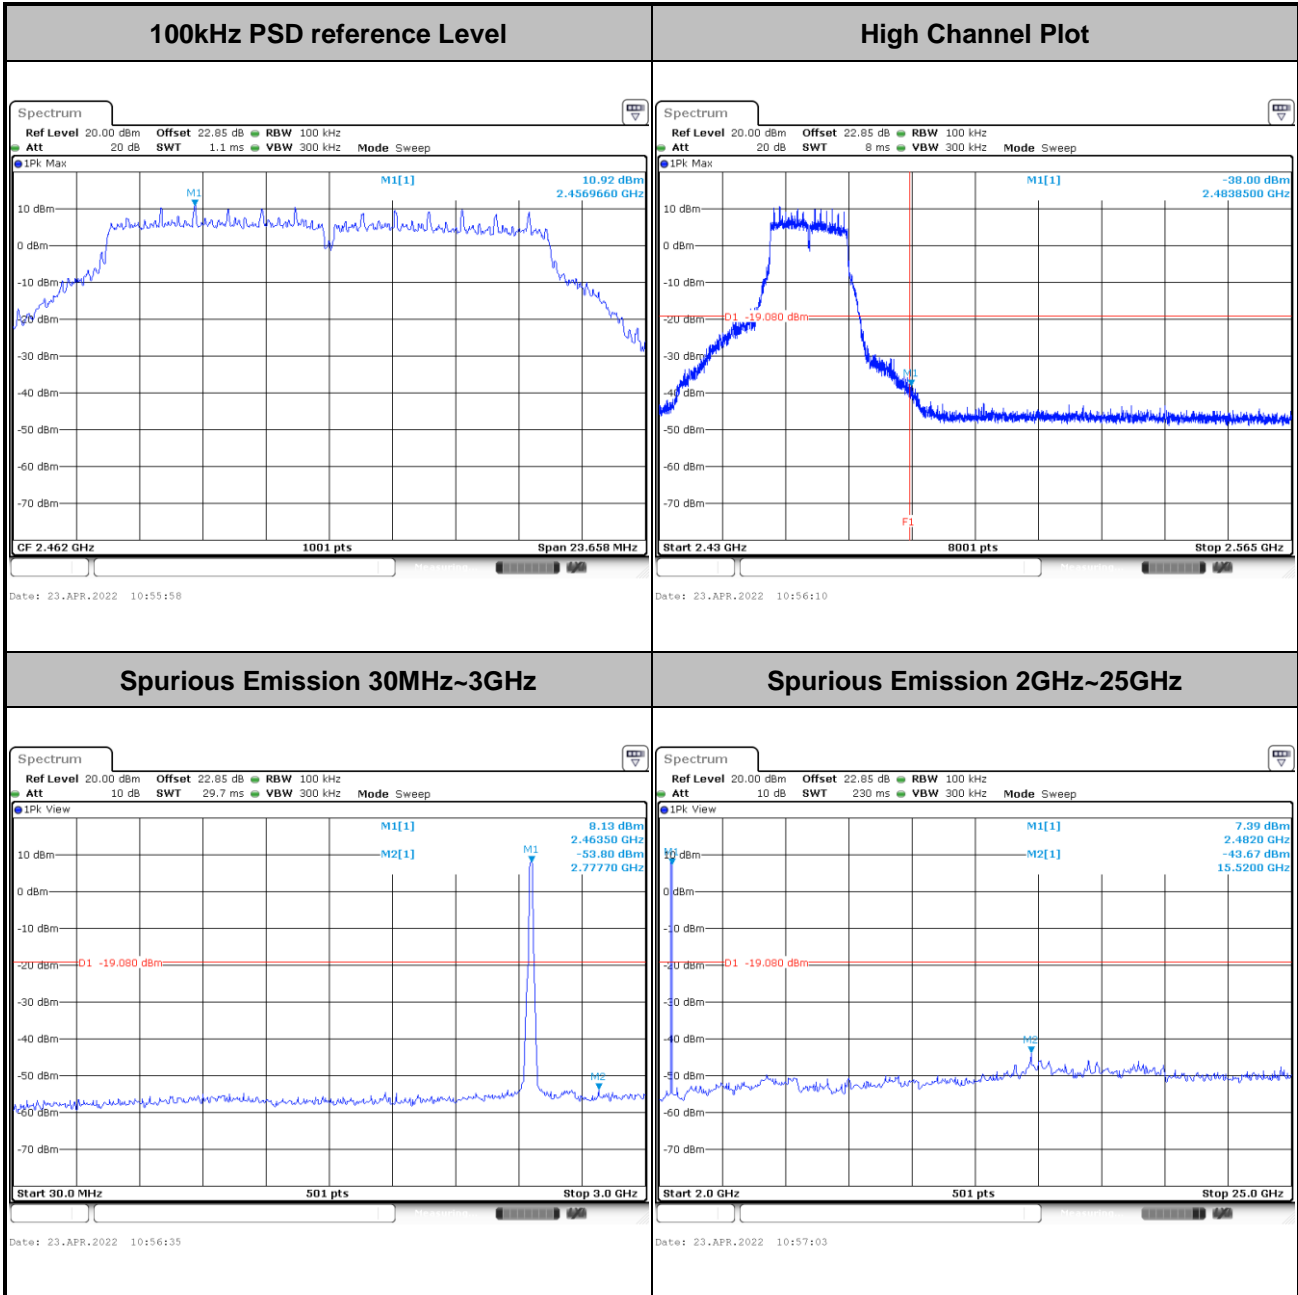 100kHz PSD reference Level
High Channel Plot
Spectrum
Ref Level 20.00 dBm Offset 22.85 dB RBW 100 kHz
Att 20 dB SWT 1.1 ms VBW 300 kHz Mode Sweep
1Pk Max
M1[1] 10.92 dBm
2.4569660 GHz
M1
10 dBm
0 dBm
-10 dBm
-20 dBm
-30 dBm
-40 dBm
-50 dBm
-60 dBm
-70 dBm
CF 2.462 GHz 1001 pts Span 23.658 MHz
Measuring...
Date: 23.APR.2022 10:55:58
Spectrum
Ref Level 20.00 dBm Offset 22.85 dB RBW 100 kHz
Att 20 dB SWT 8 ms VBW 300 kHz Mode Sweep
1Pk Max
M1[1] -38.00 dBm
2.4838500 GHz
10 dBm
0 dBm
-10 dBm
-20 dBm
D1 -19.080 dBm
-30 dBm
M1
-40 dBm
-50 dBm
-60 dBm
-70 dBm
F1
Start 2.43 GHz 8001 pts Stop 2.565 GHz
Measuring...
Date: 23.APR.2022 10:56:10
Spurious Emission 30MHz~3GHz
Spurious Emission 2GHz~25GHz
Spectrum
Ref Level 20.00 dBm Offset 22.85 dB RBW 100 kHz
Att 10 dB SWT 29.7 ms VBW 300 kHz Mode Sweep
1Pk View
M1[1] 8.13 dBm
2.46350 GHz
M2[1] -53.80 dBm
2.77770 GHz
M1
10 dBm
0 dBm
-10 dBm
-20 dBm
D1 -19.080 dBm
-30 dBm
-40 dBm
-50 dBm
M2
-60 dBm
-70 dBm
Start 30.0 MHz 501 pts Stop 3.0 GHz
Measuring...
Date: 23.APR.2022 10:56:35
Spectrum
Ref Level 20.00 dBm Offset 22.85 dB RBW 100 kHz
Att 10 dB SWT 230 ms VBW 300 kHz Mode Sweep
1Pk View
M1[1] 7.39 dBm
2.4820 GHz
M2[1] -43.67 dBm
15.5200 GHz
M1
10 dBm
0 dBm
-10 dBm
-20 dBm
D1 -19.080 dBm
-30 dBm
-40 dBm
M2
-50 dBm
-60 dBm
-70 dBm
Start 2.0 GHz 501 pts Stop 25.0 GHz
Measuring...
Date: 23.APR.2022 10:57:03